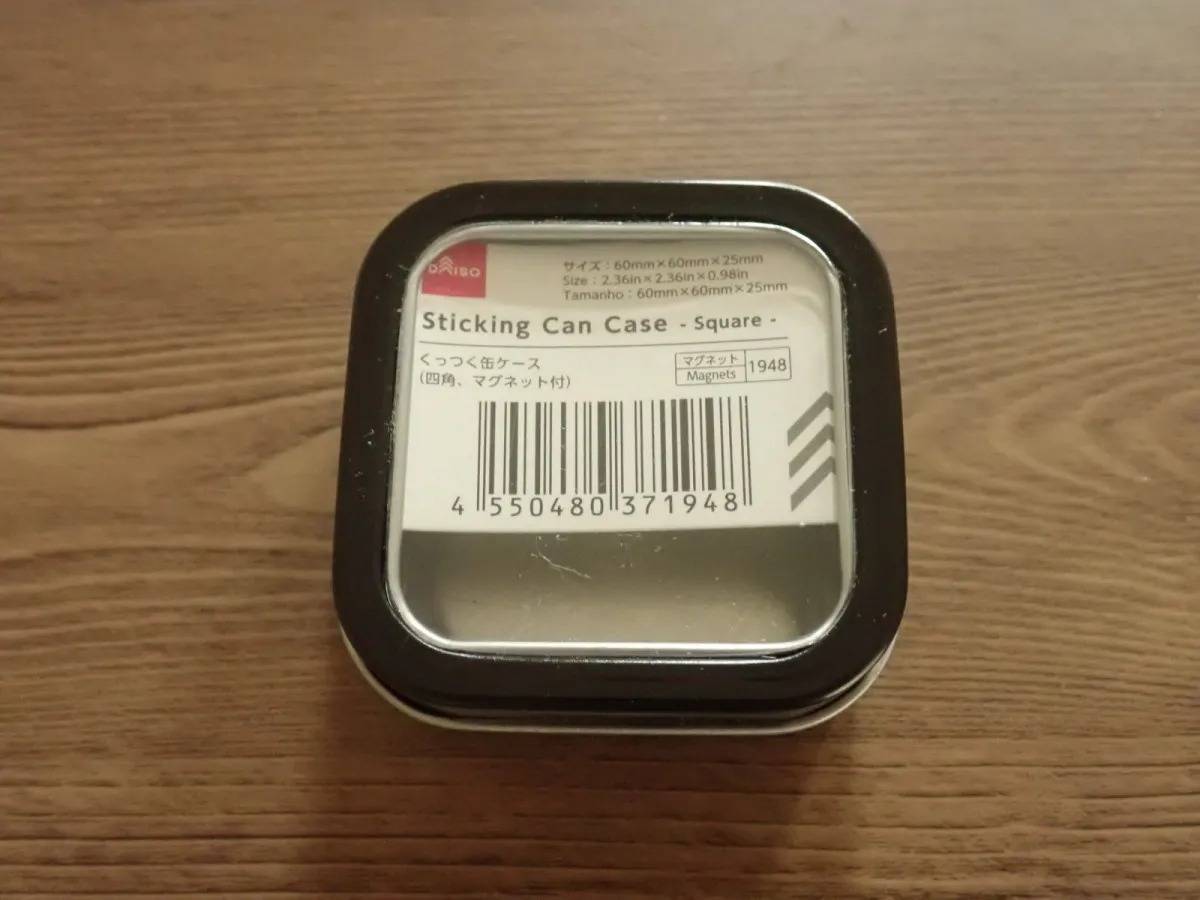 DAISO
サイズ：60mm×60mm×25mm
Size：2.36in×2.36in×0.98in
Tamanho：60mm×60mm×25mm
Sticking Can Case - Square -
くっつく缶ケース
（四角、マグネット付）
マグネット
Magnets
1948
4 550480 371948